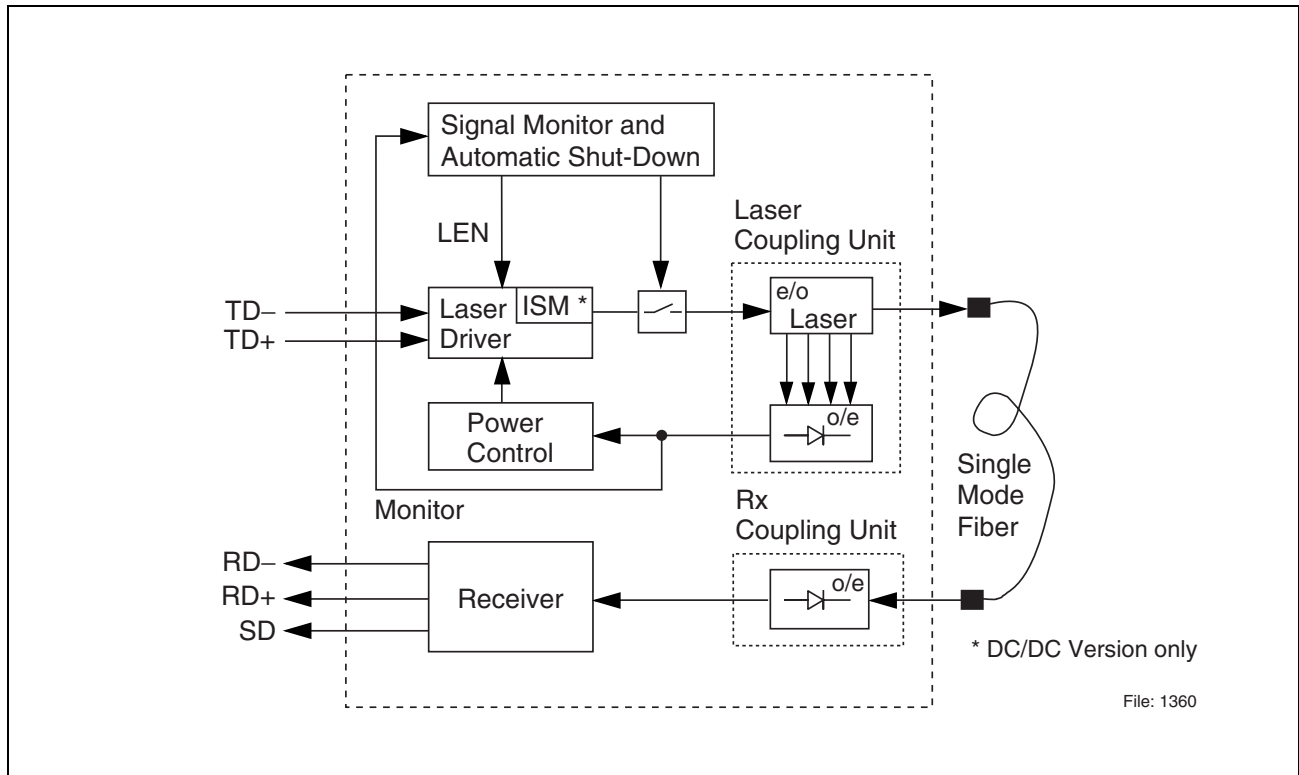 Signal Monitor and
Automatic Shut-Down
Laser
Coupling Unit
LEN
TD–
TD+
Laser
Driver
ISM *
e/o
Laser
o/e
Power
Control
Monitor
Single
Mode
Fiber
Rx
Coupling Unit
RD–
RD+
SD
Receiver
o/e
* DC/DC Version only
File: 1360